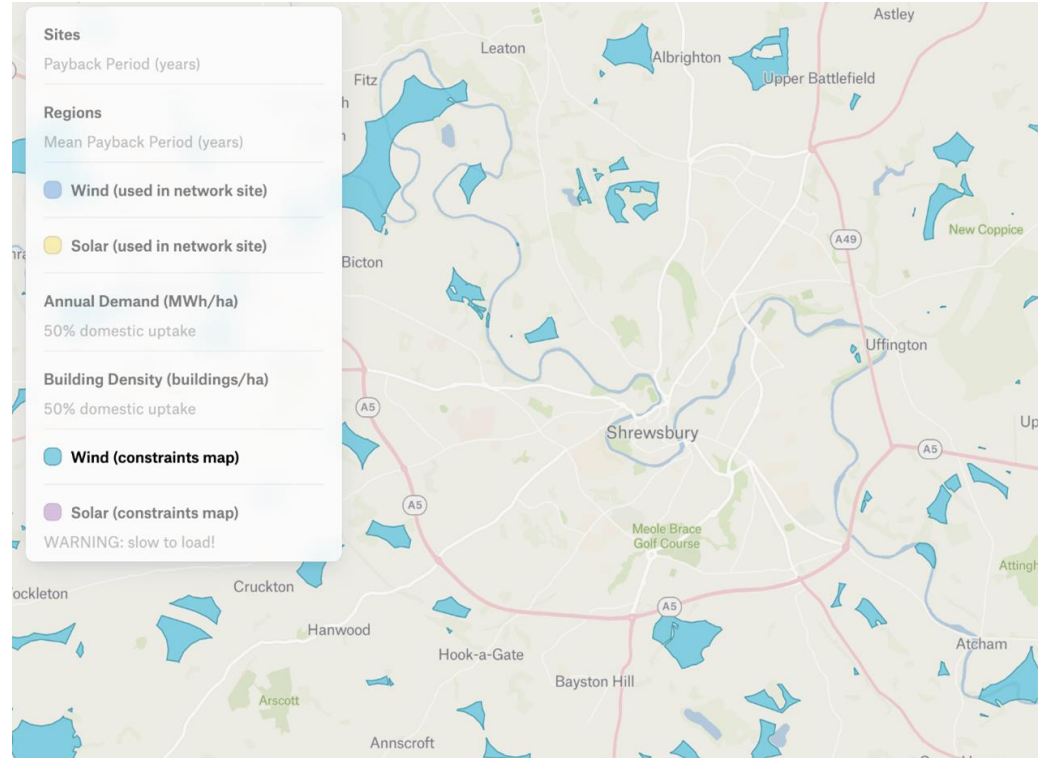 Sites
Payback Period (years)
Regions
Mean Payback Period (years)
Wind (used in network site)
Solar (used in network site)
Annual Demand (MWh/ha)
50% domestic uptake
Building Density (buildings/ha)
50% domestic uptake
Wind (constraints map)
Solar (constraints map)
WARNING: slow to load!
Astley
Leaton
Albrighton
Fitz
Upper Battlefield
New Coppice
A49
Bicton
Uffington
A5
Shrewsbury
A5
A5
Meole Brace
Golf Course
Cruckton
A5
Hanwood
Hook-a-Gate
Atcham
Bayston Hill
Arscott
Annscroft